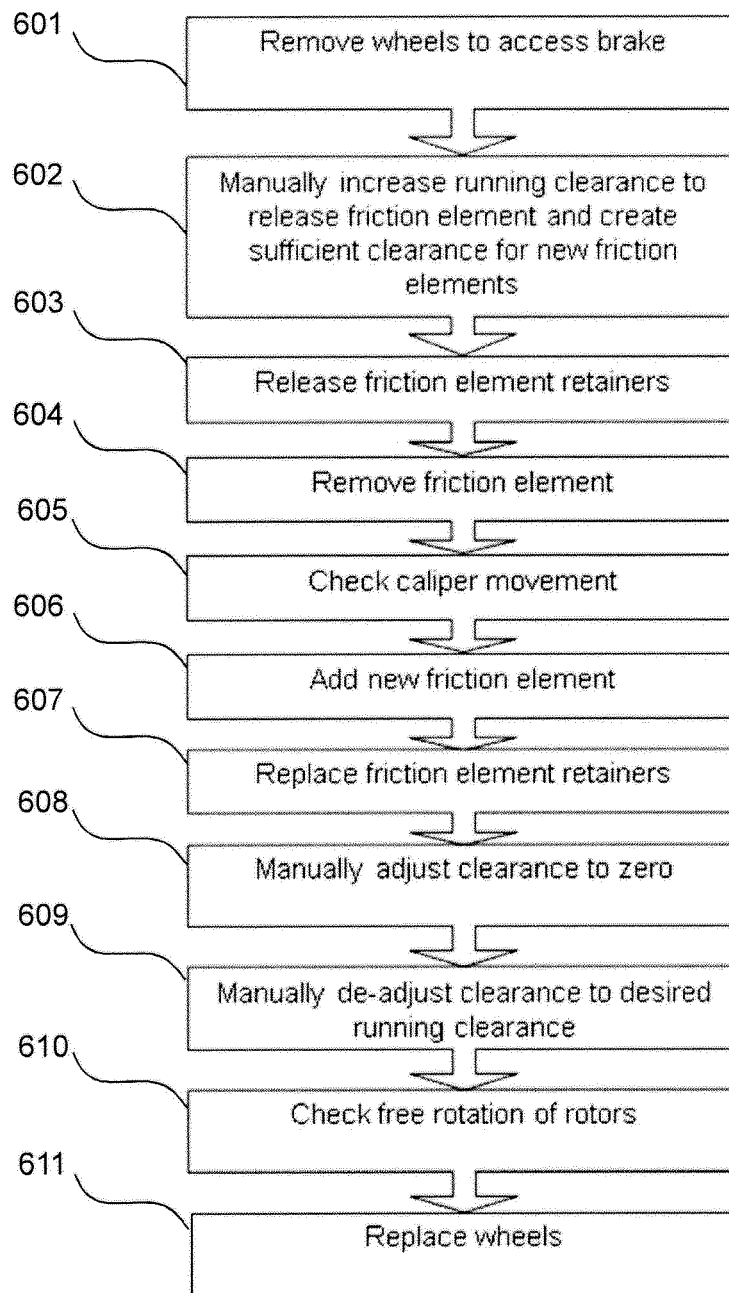 601
Remove wheels to access brake
602
Manually increase running clearance to
release friction element and create
sufficient clearance for new friction
elements
603
Release friction element retainers
604
Remove friction element
605
Check caliper movement
606
Add new friction element
607
Replace friction element retainers
608
Manually adjust clearance to zero
609
Manually de-adjust clearance to desired
running clearance
610
Check free rotation of rotors
611
Replace wheels